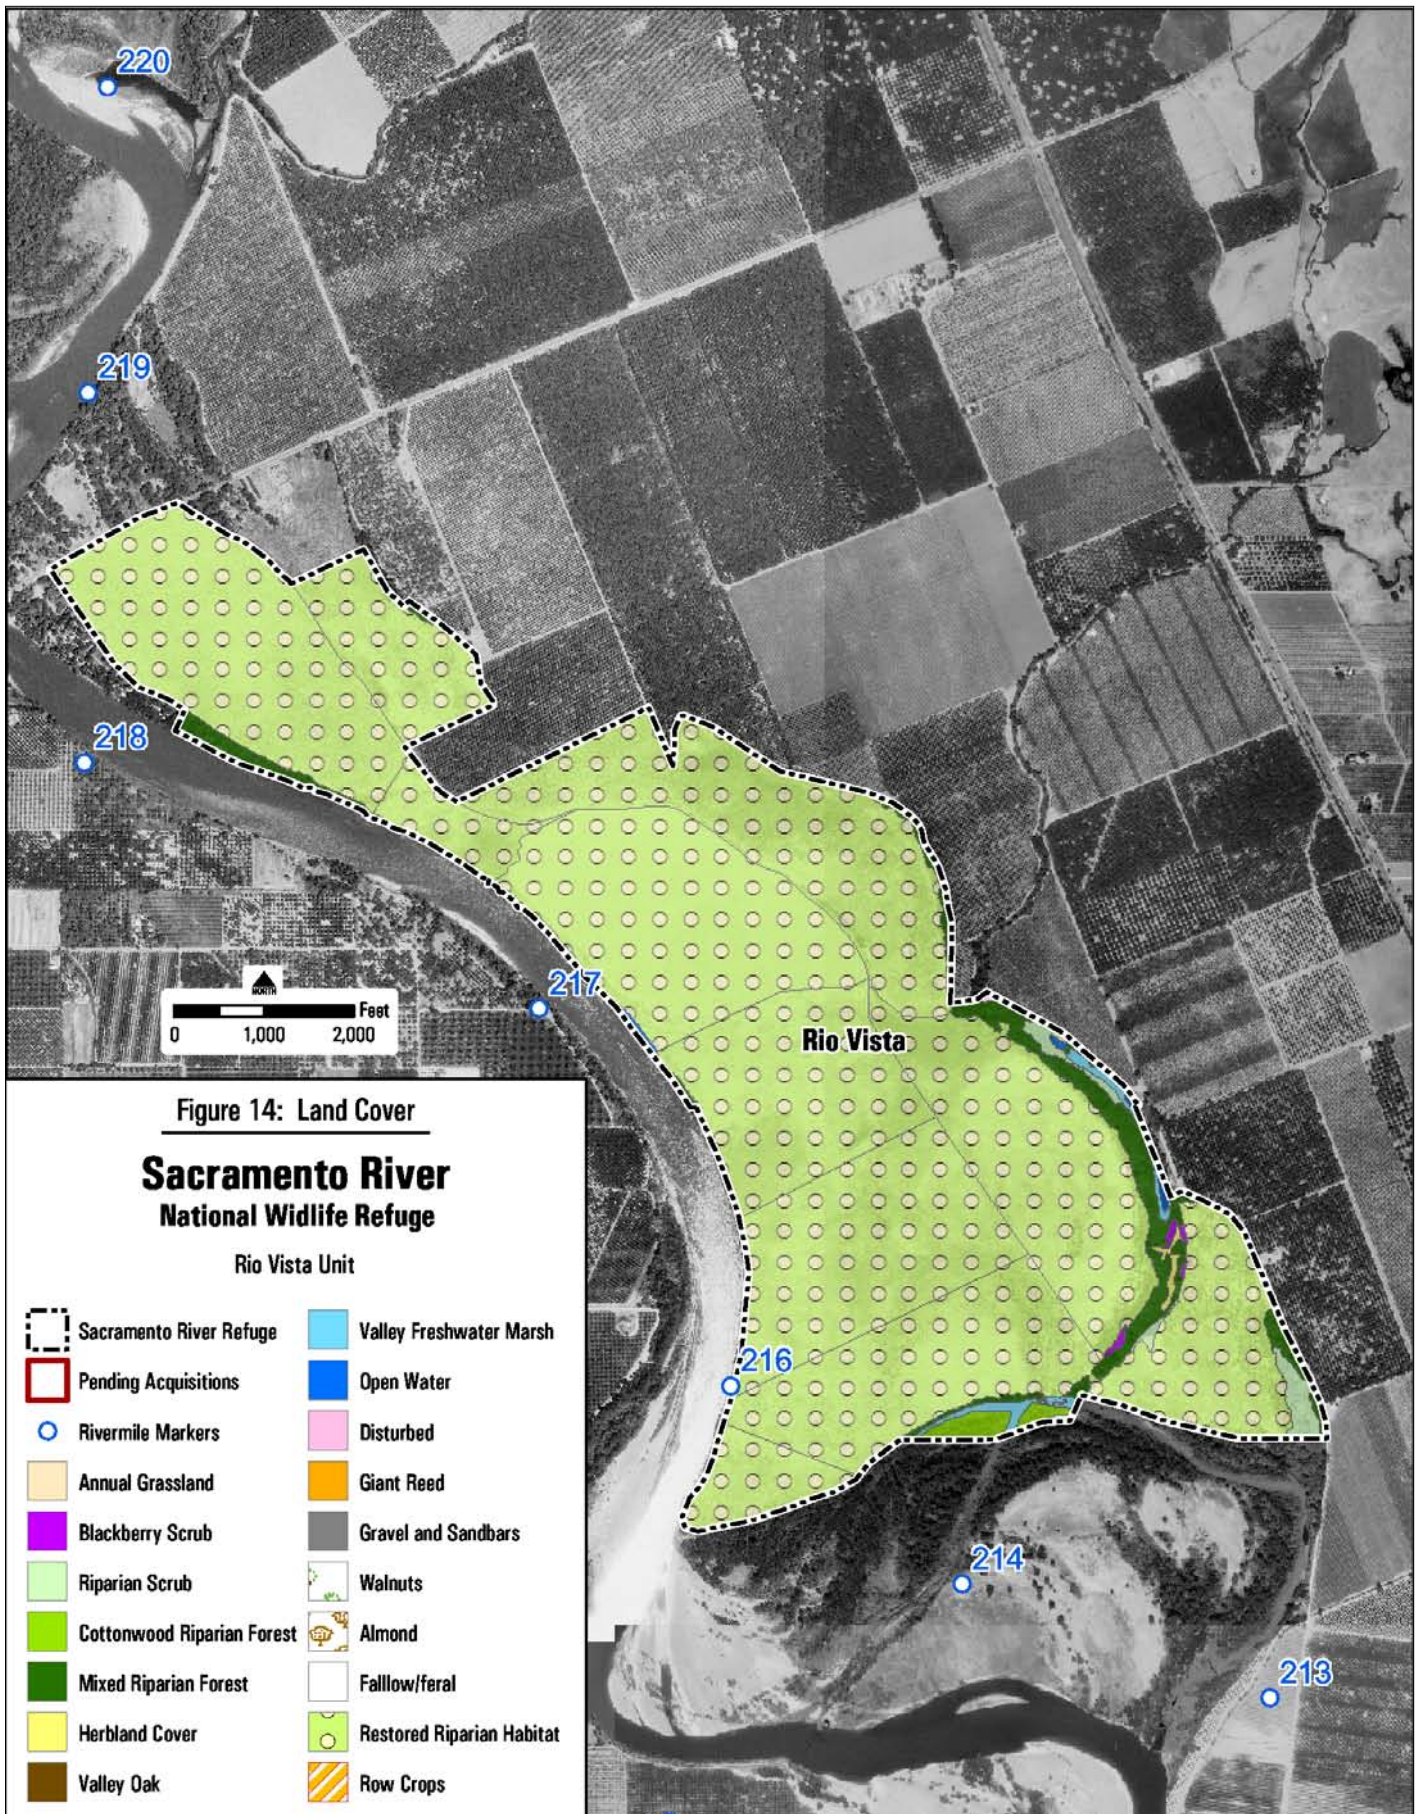 220
219
218
217
NORTH
Feet
0 1,000 2,000
Rio Vista
216
214
213
Figure 14: Land Cover
Sacramento River
National Widlife Refuge
Rio Vista Unit
Sacramento River Refuge
Pending Acquisitions
Rivermile Markers
Annual Grassland
Blackberry Scrub
Riparian Scrub
Cottonwood Riparian Forest
Mixed Riparian Forest
Herbland Cover
Valley Oak
Valley Freshwater Marsh
Open Water
Disturbed
Giant Reed
Gravel and Sandbars
Walnuts
Almond
Falllow/feral
Restored Riparian Habitat
Row Crops